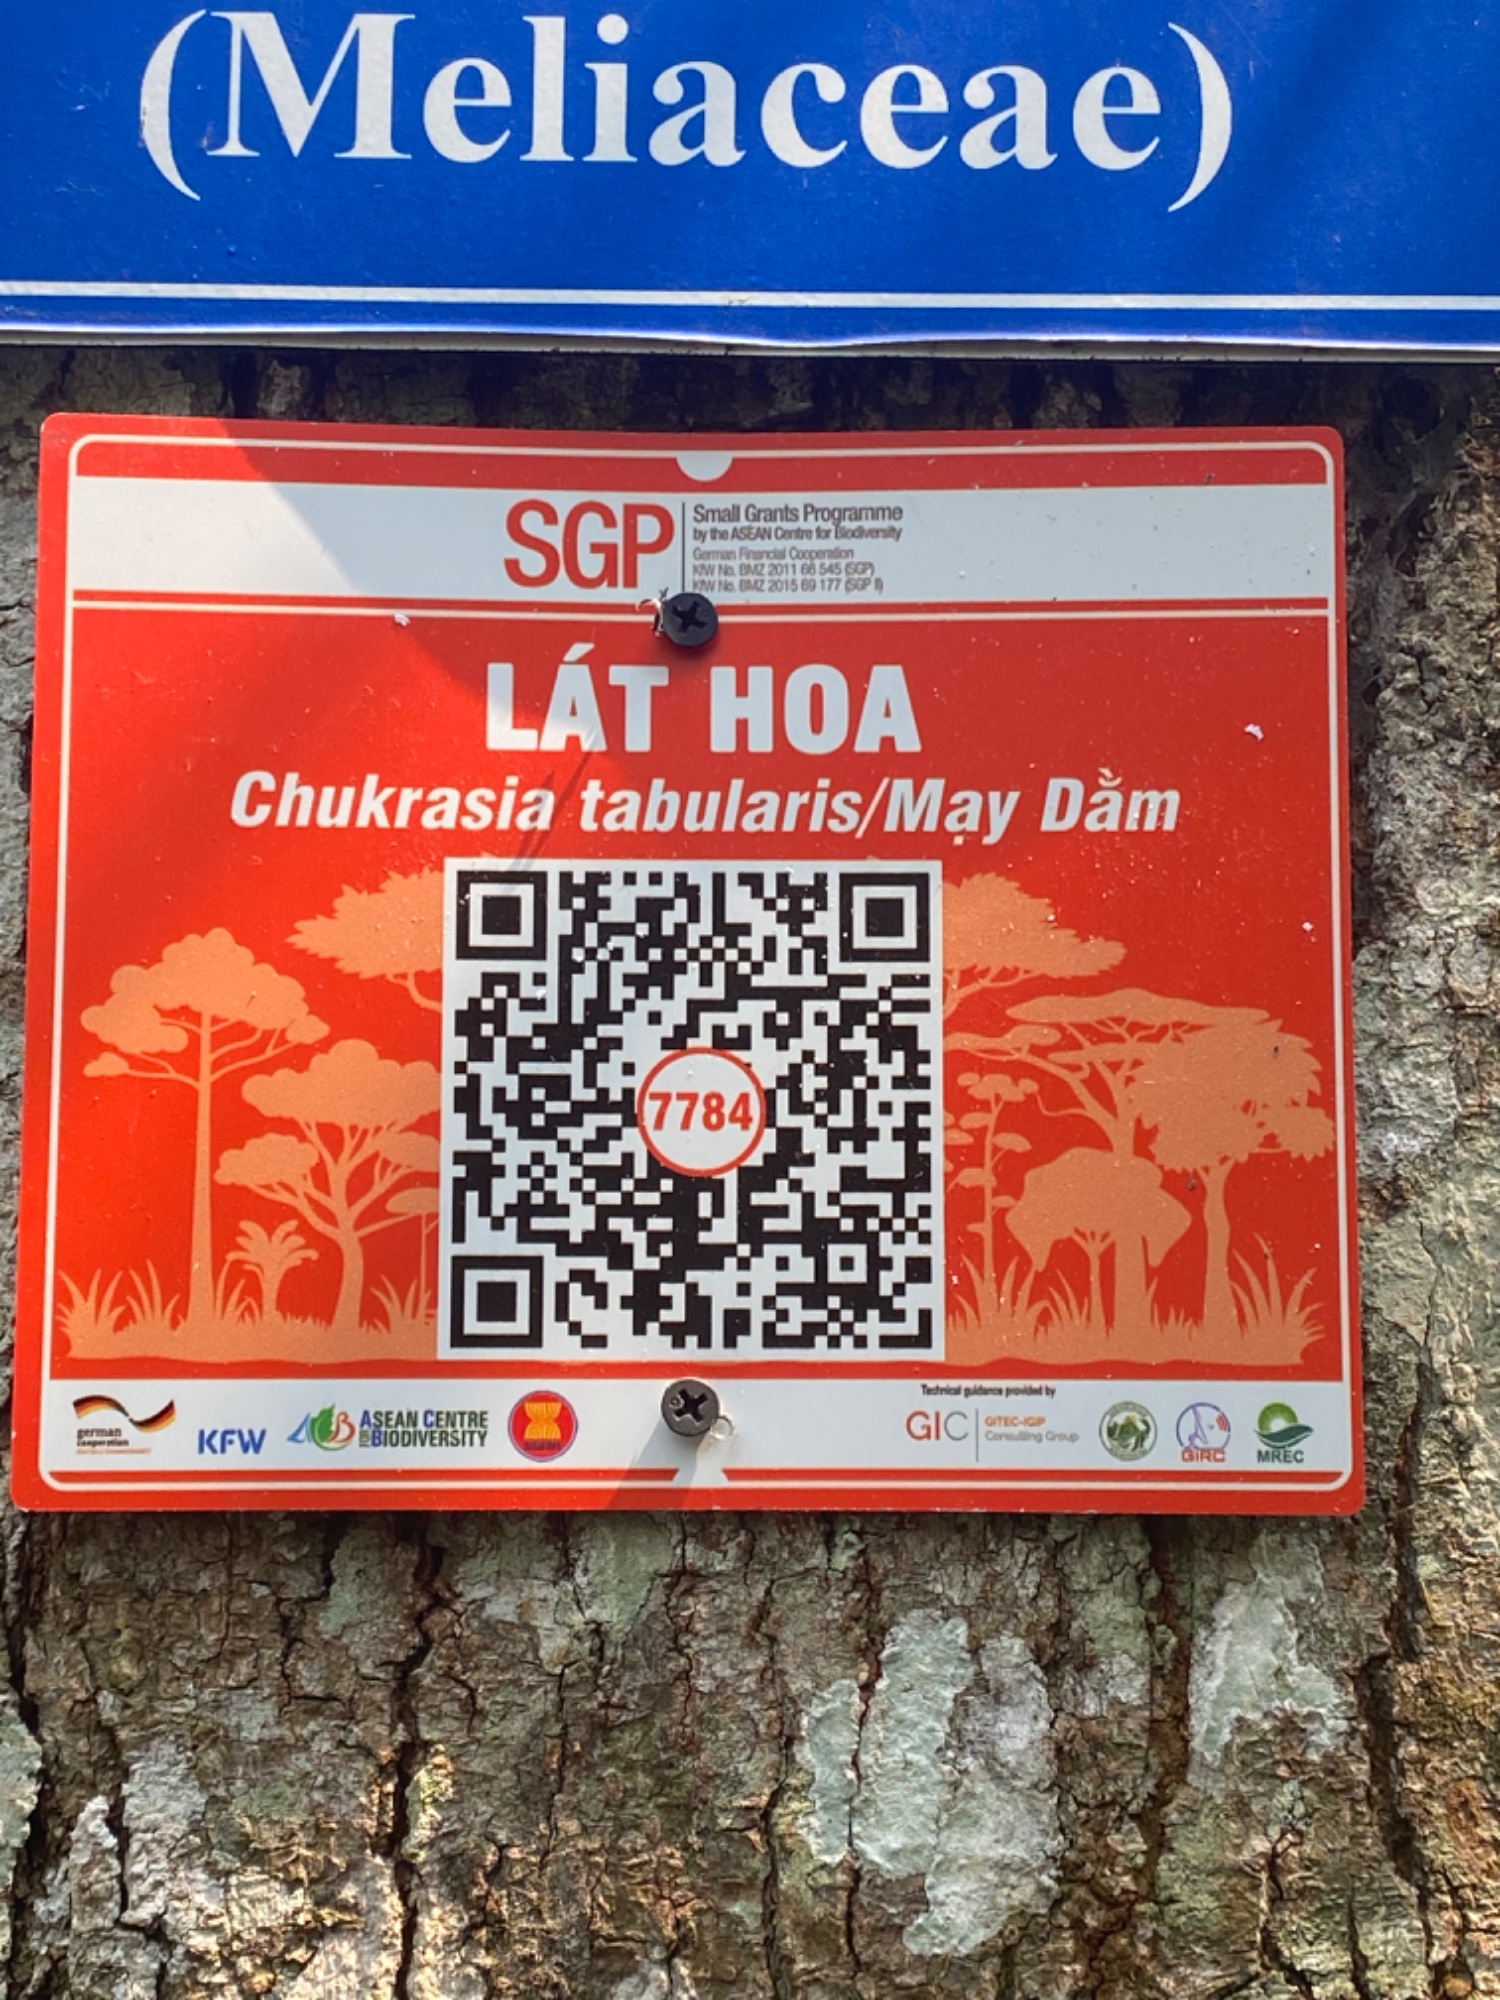 (Meliaceae)
SGP
Small Grants Programme
by the ASEAN Centre for Biodiversity
German Financial Cooperation
KfW No. BMZ 2011 66 545 (SGP)
KfW No. BMZ 2015 69 177 (SGP II)
LÁT HOA
Chukrasia tabularis/Mạy Dằm
7784
german
cooperation
KFW
ASEAN CENTRE
FOR BIODIVERSITY
Technical guidance provided by
GIC
GITEC-IGIP
Consulting Group
GIRC
MREC